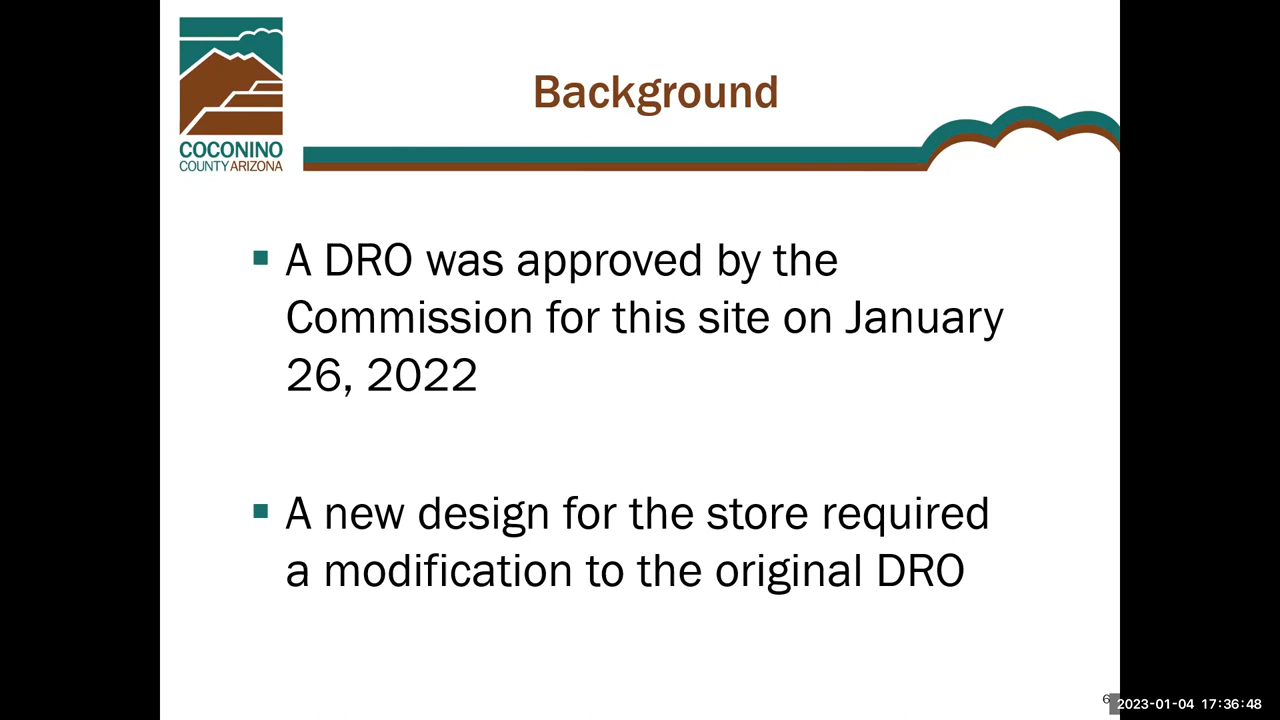 COCONINO
COUNTY ARIZONA
Background
A DRO was approved by the
Commission for this site on January
26, 2022
A new design for the store required
a modification to the original DRO
6
2023-01-04 17:36:48